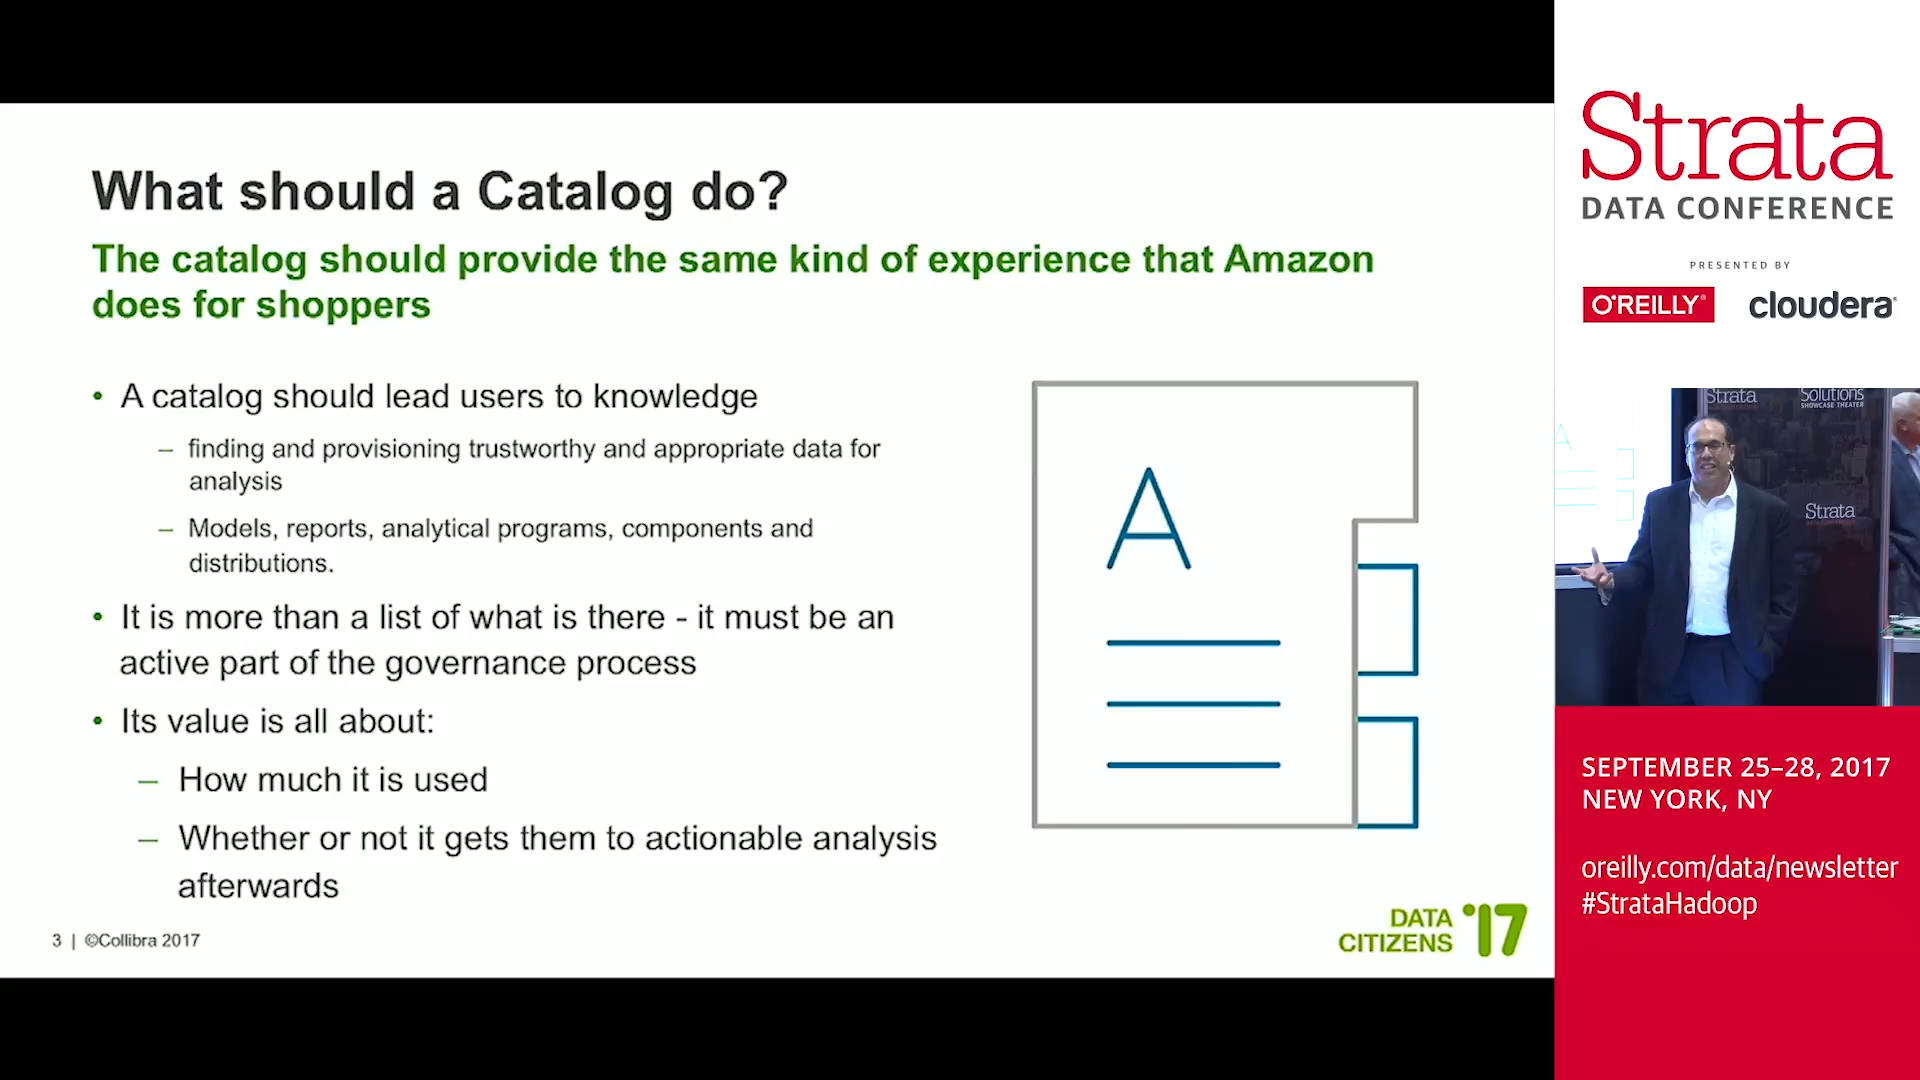 What should a Catalog do?
The catalog should provide the same kind of experience that Amazon
does for shoppers
• A catalog should lead users to knowledge
– finding and provisioning trustworthy and appropriate data for
analysis
– Models, reports, analytical programs, components and
distributions.
• It is more than a list of what is there - it must be an
active part of the governance process
• Its value is all about:
– How much it is used
– Whether or not it gets them to actionable analysis
afterwards
A
3 | ©Collibra 2017
DATA
CITIZENS '17
Strata
DATA CONFERENCE
PRESENTED BY
O'REILLY® cloudera®
Strata
Solutions
SHOWCASE THEATER
A
Strata
SEPTEMBER 25–28, 2017
NEW YORK, NY
oreilly.com/data/newsletter
#StrataHadoop